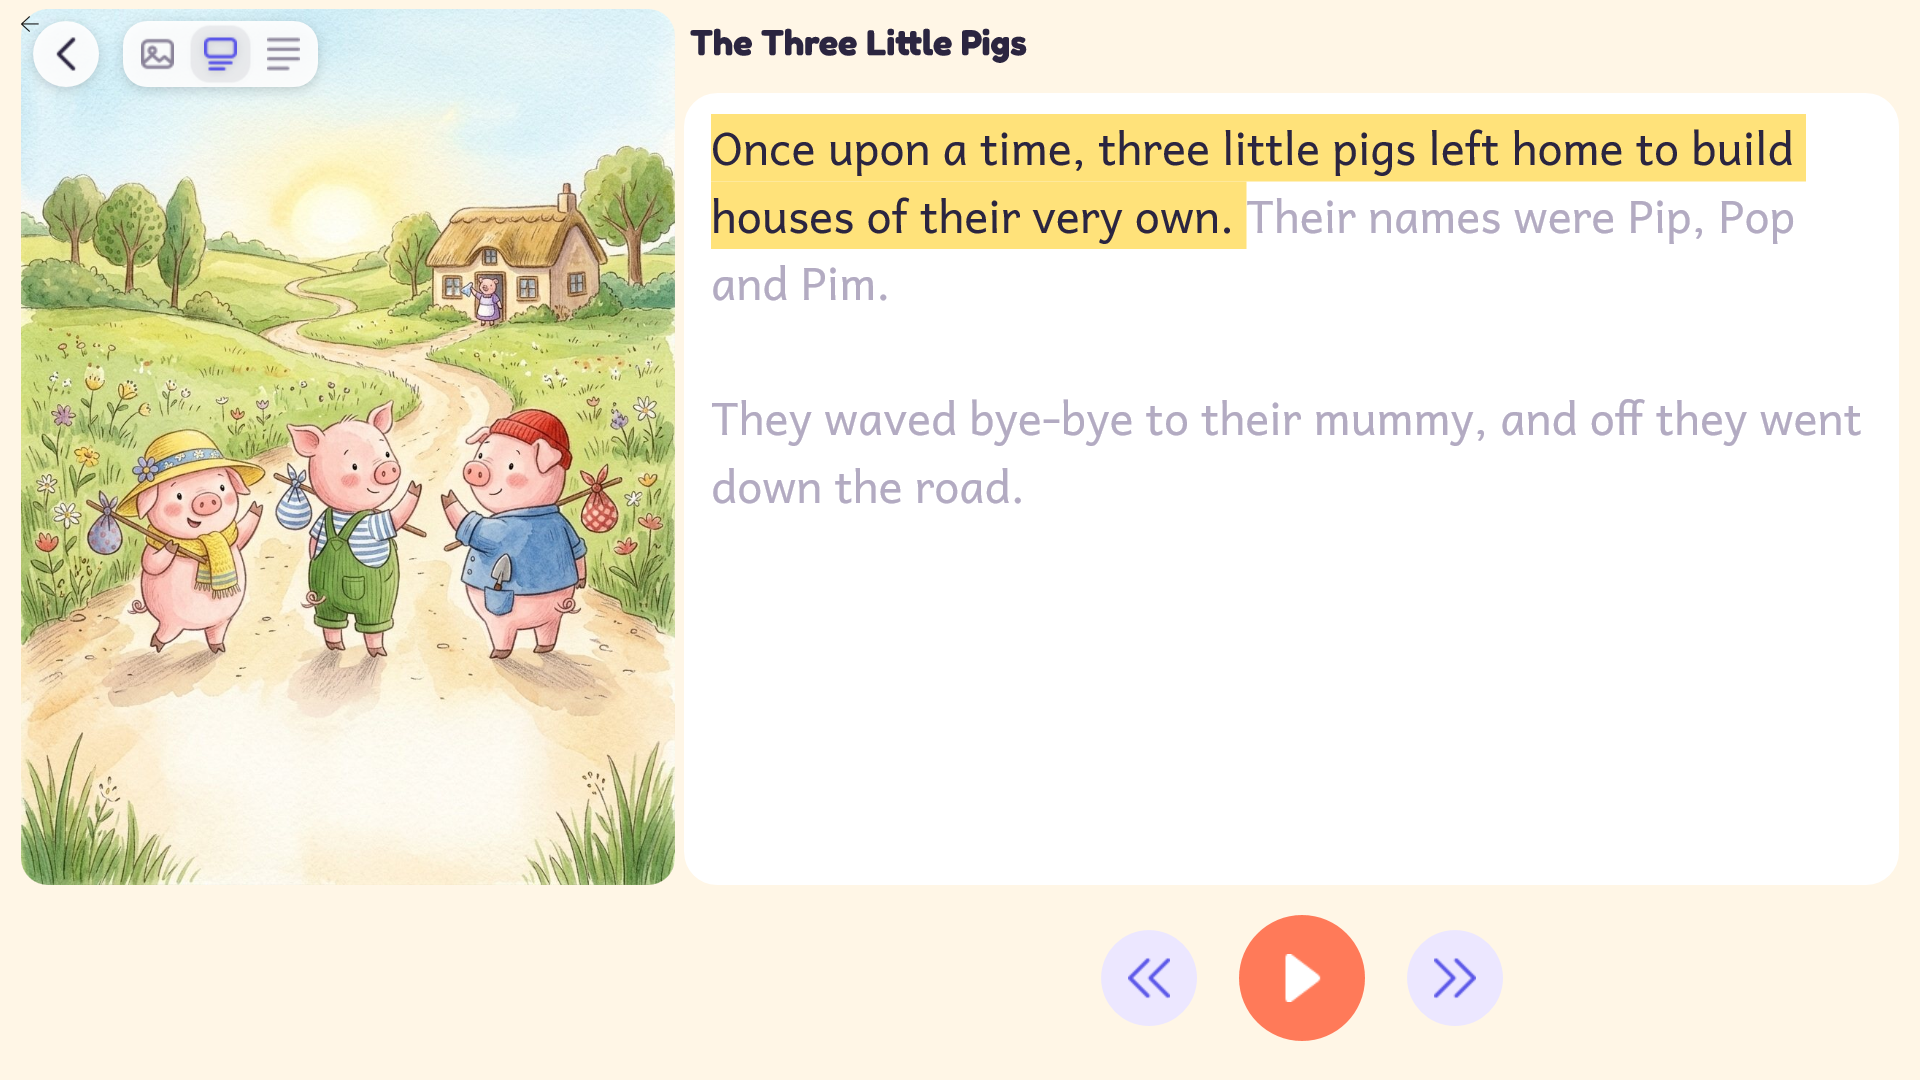 The Three Little Pigs
Once upon a time, three little pigs left home to build
houses of their very own. Their names were Pip, Pop
and Pim.
They waved bye-bye to their mummy, and off they went
down the road.